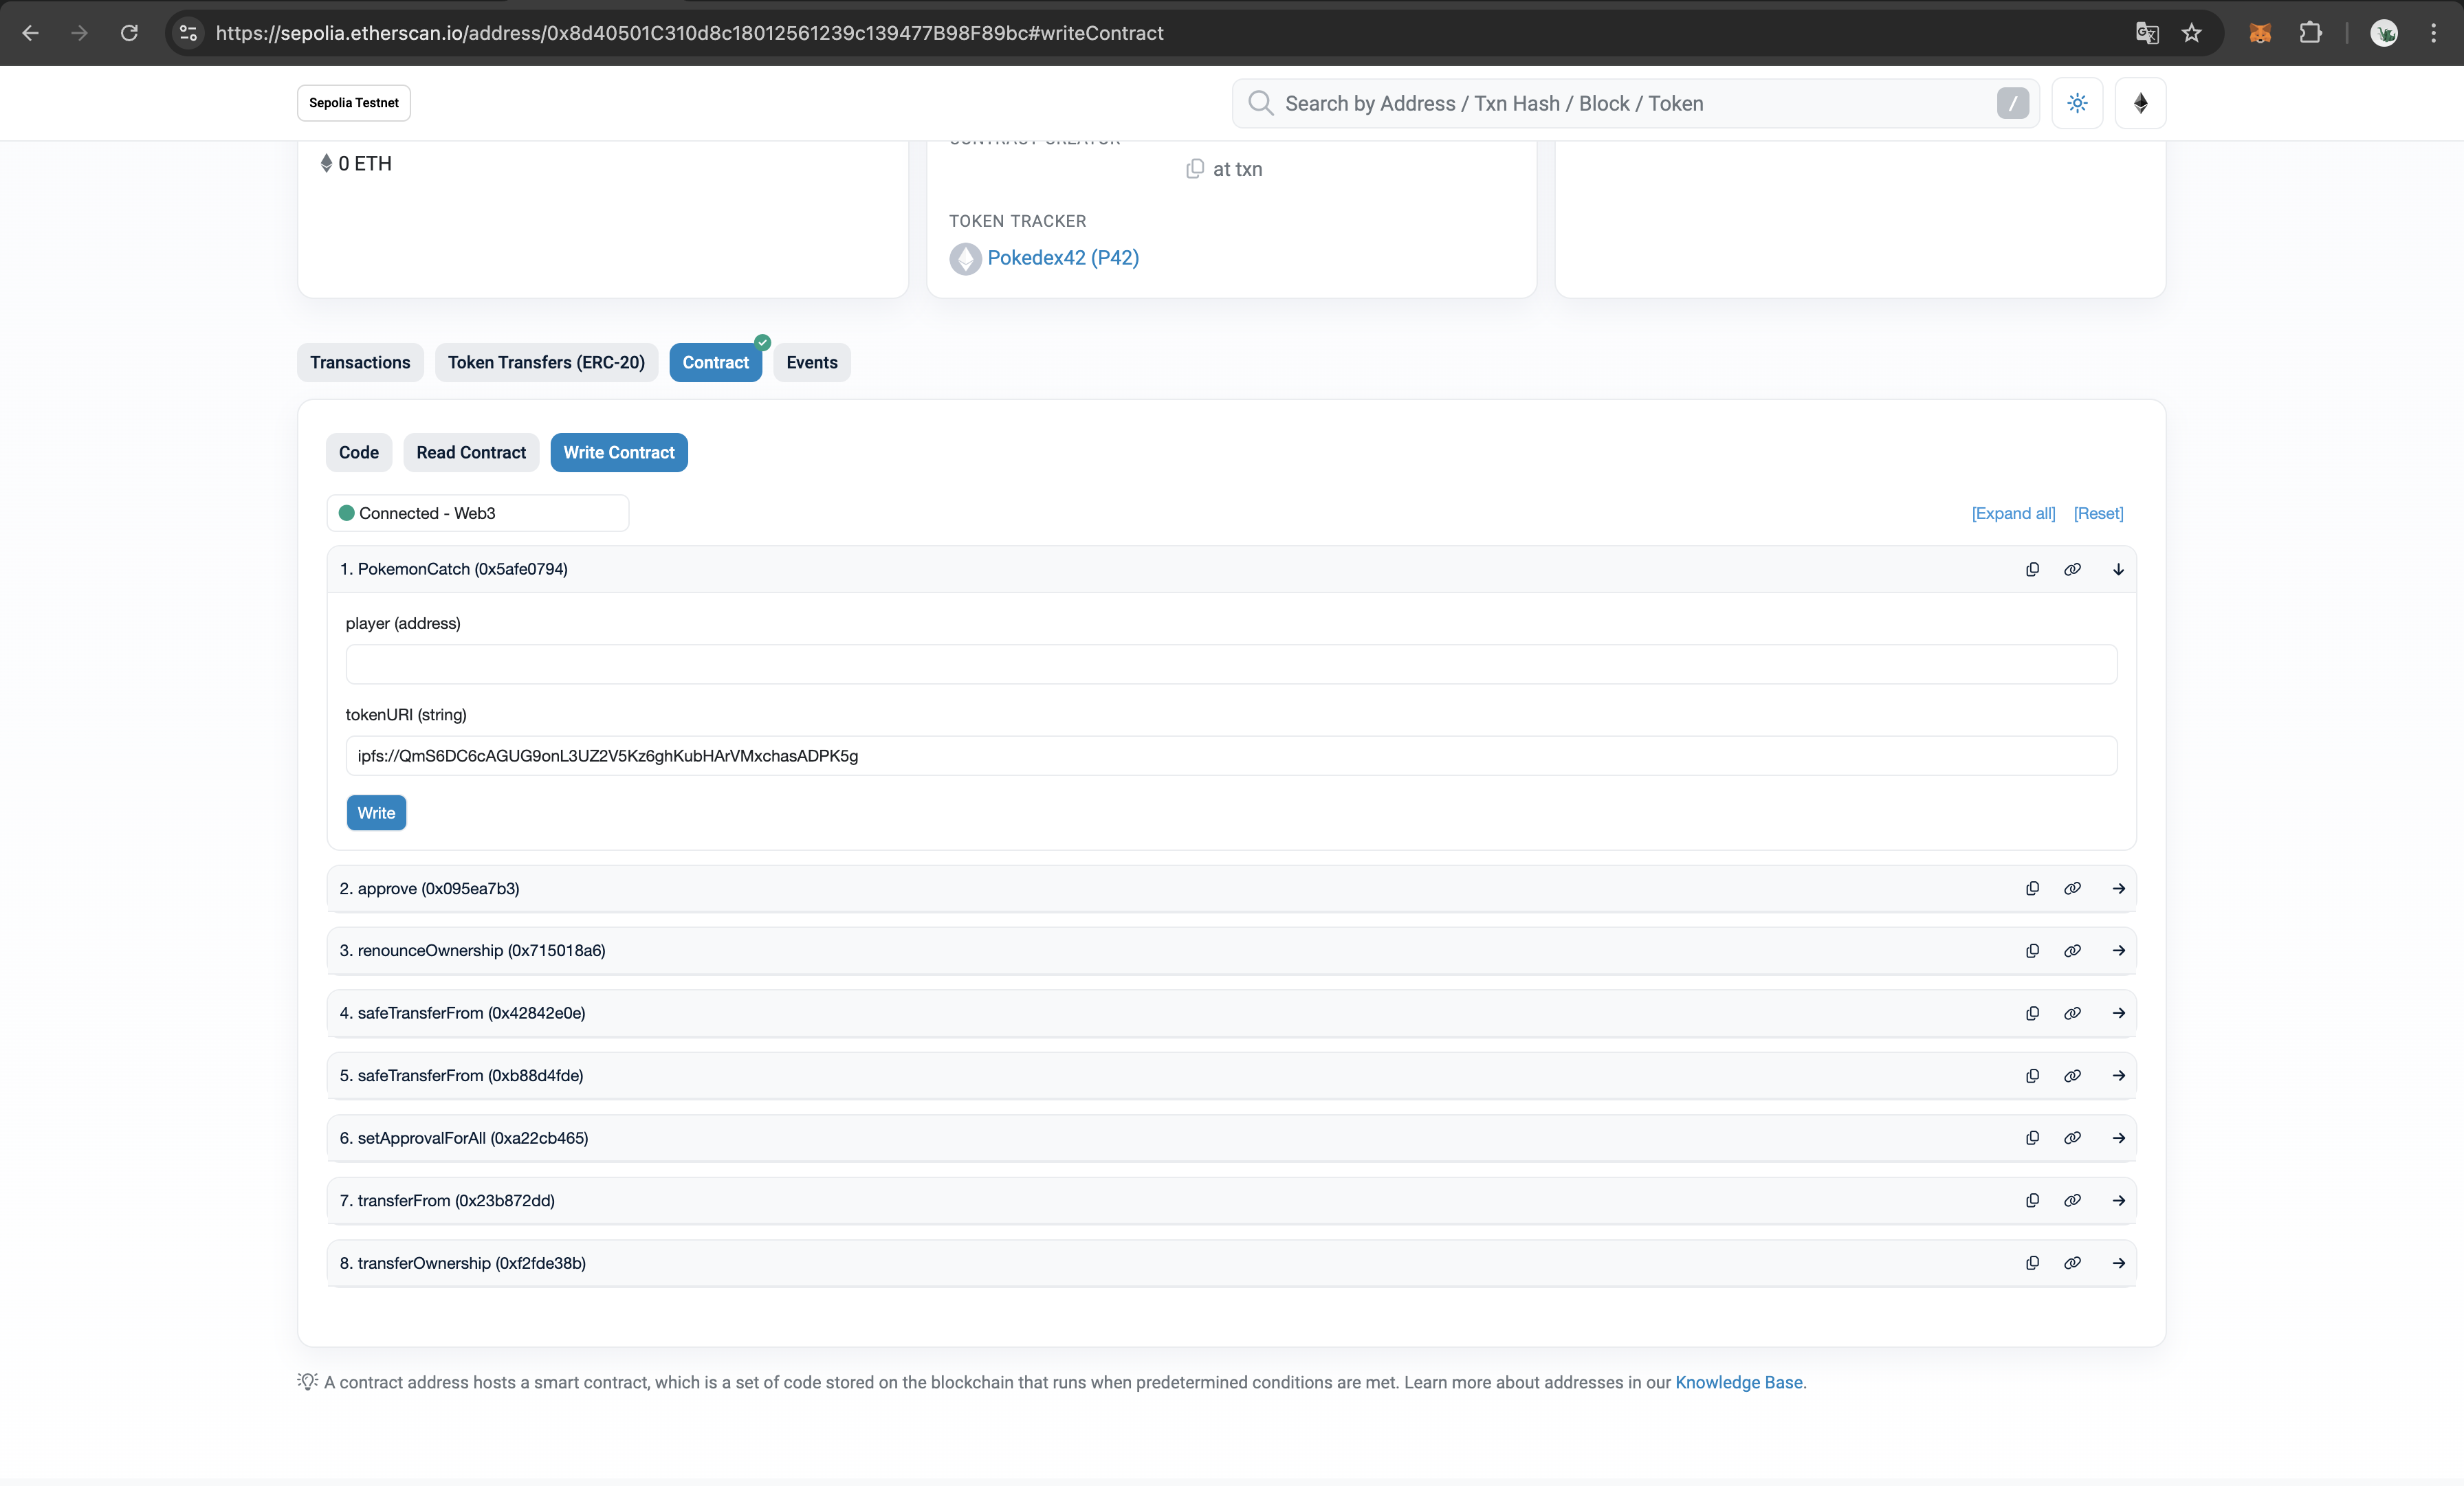 https://sepolia.etherscan.io/address/0x8d40501C310d8c18012561239c139477B98F89bc#writeContract
Sepolia Testnet
Search by Address / Txn Hash / Block / Token
/
0 ETH
CONTRACT CREATOR
at txn
TOKEN TRACKER
Pokedex42 (P42)
Transactions
Token Transfers (ERC-20)
Contract
Events
Code
Read Contract
Write Contract
Connected - Web3
[Expand all]
[Reset]
1. PokemonCatch (0x5afe0794)
player (address)
tokenURI (string)
ipfs://QmS6DC6cAGUG9onL3UZ2V5Kz6ghKubHArVMxchasADPK5g
Write
2. approve (0x095ea7b3)
3. renounceOwnership (0x715018a6)
4. safeTransferFrom (0x42842e0e)
5. safeTransferFrom (0xb88d4fde)
6. setApprovalForAll (0xa22cb465)
7. transferFrom (0x23b872dd)
8. transferOwnership (0xf2fde38b)
A contract address hosts a smart contract, which is a set of code stored on the blockchain that runs when predetermined conditions are met. Learn more about addresses in our Knowledge Base.